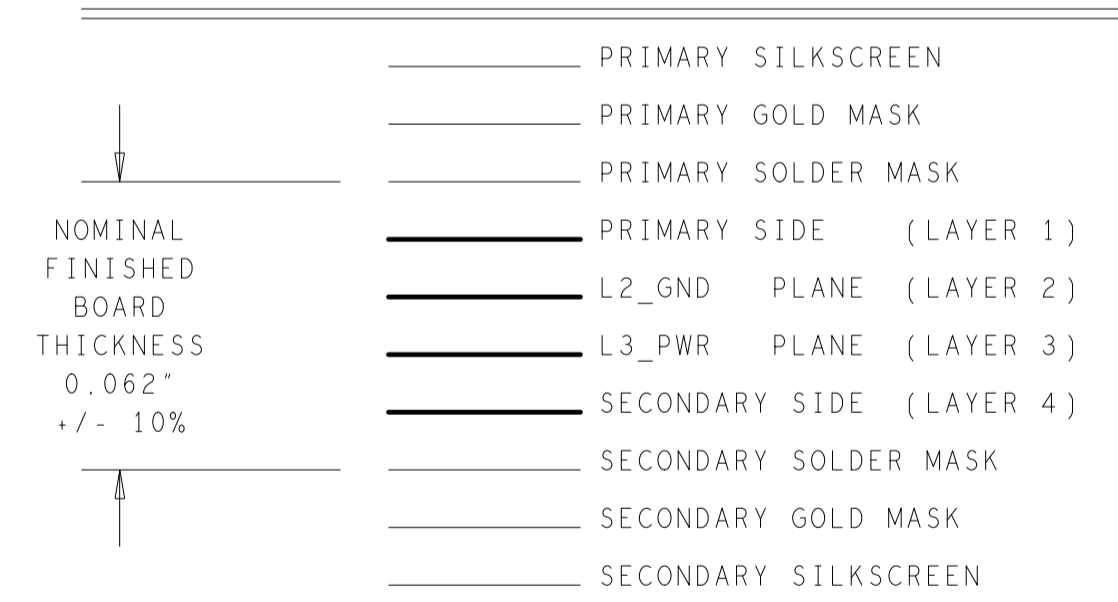 PRIMARY SILKSCREEN
PRIMARY GOLD MASK
PRIMARY SOLDER MASK
PRIMARY SIDE (LAYER 1)
L2_GND PLANE (LAYER 2)
L3_PWR PLANE (LAYER 3)
SECONDARY SIDE (LAYER 4)
SECONDARY SOLDER MASK
SECONDARY GOLD MASK
SECONDARY SILKSCREEN
NOMINAL
FINISHED
BOARD
THICKNESS
0.062"
+/- 10%